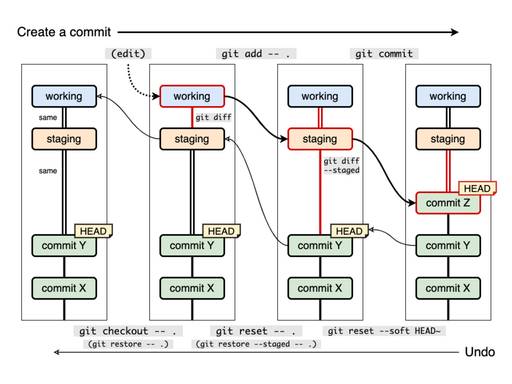 Create a commit
(edit) git add -- . git commit
working working working working
same git diff
staging staging staging staging
same git diff
--staged
HEAD
commit Z
HEAD HEAD HEAD
commit Y commit Y commit Y commit Y
commit X commit X commit X commit X
git checkout -- . git reset -- . git reset --soft HEAD~
(git restore -- .) (git restore --staged -- .)
Undo